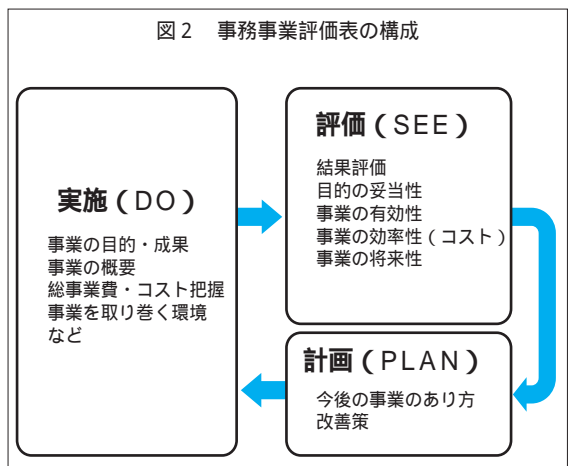 図2 事務事業評価表の構成
実施(DO)
事業の目的・成果
事業の概要
総事業費・コスト把握
事業を取り巻く環境
など
評価(SEE)
結果評価
目的の妥当性
事業の有効性
事業の効率性(コスト)
事業の将来性
計画(PLAN)
今後の事業のあり方
改善策